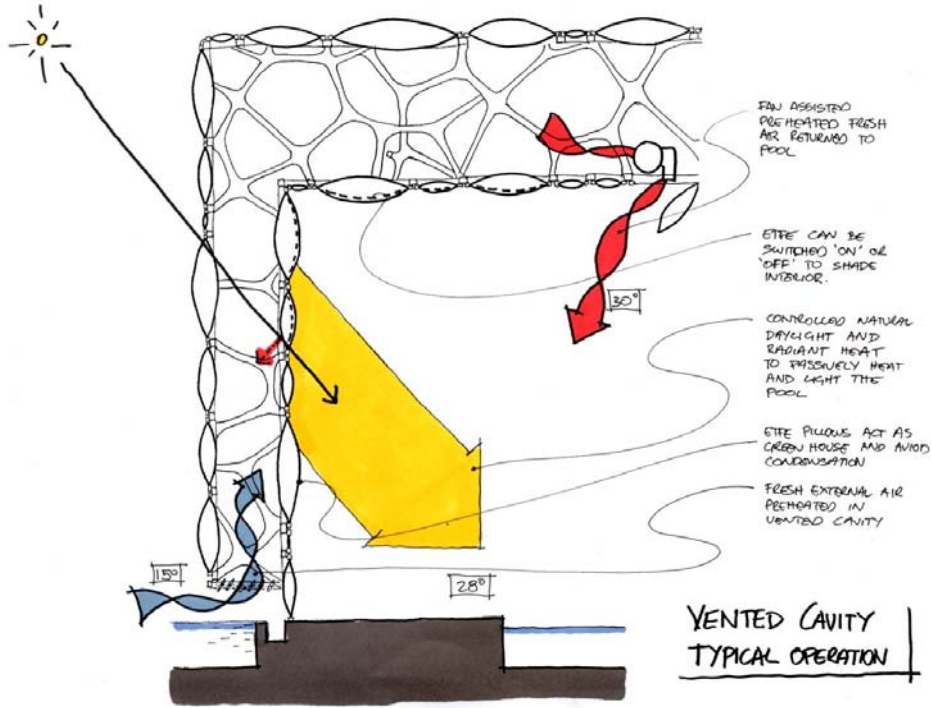 FAN ASSISTED
PREHEATED FRESH
AIR RETURNED TO
POOL
ETFE CAN BE
SWITCHED 'ON' OR
'OFF' TO SHADE
INTERIOR.
30°
CONTROLLED NATURAL
DAYLIGHT AND
RADIANT HEAT
TO PASSIVELY HEAT
AND LIGHT THE
POOL
ETFE PILLOWS ACT AS
GREEN HOUSE AND AVIOD
CONDENSATION
FRESH EXTERNAL AIR
PREHEATED IN
VENTED CAVITY
15°
28°
VENTED CAVITY
TYPICAL OPERATION